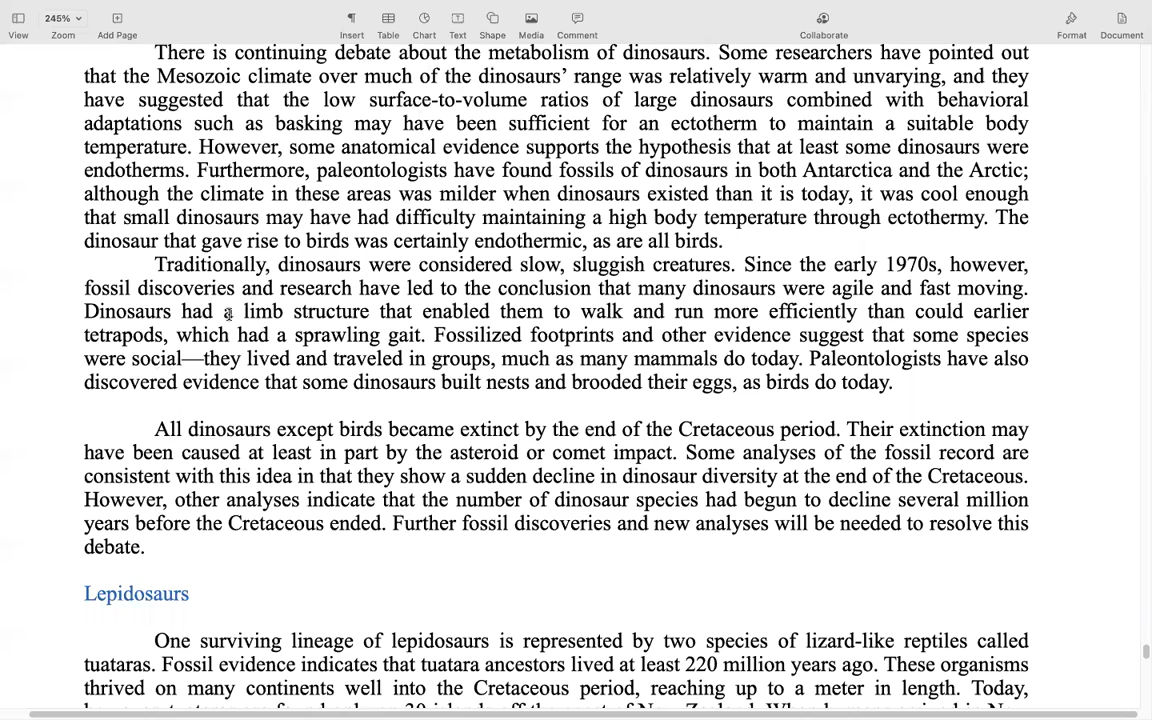 245%
View
Zoom
Add Page
Insert
Table
Chart
Text
Shape
Media
Comment
Collaborate
Format
Document
There is continuing debate about the metabolism of dinosaurs. Some researchers have pointed out
that the Mesozoic climate over much of the dinosaurs’ range was relatively warm and unvarying, and they
have suggested that the low surface-to-volume ratios of large dinosaurs combined with behavioral
adaptations such as basking may have been sufficient for an ectotherm to maintain a suitable body
temperature. However, some anatomical evidence supports the hypothesis that at least some dinosaurs were
endotherms. Furthermore, paleontologists have found fossils of dinosaurs in both Antarctica and the Arctic;
although the climate in these areas was milder when dinosaurs existed than it is today, it was cool enough
that small dinosaurs may have had difficulty maintaining a high body temperature through ectothermy. The
dinosaur that gave rise to birds was certainly endothermic, as are all birds.
Traditionally, dinosaurs were considered slow, sluggish creatures. Since the early 1970s, however,
fossil discoveries and research have led to the conclusion that many dinosaurs were agile and fast moving.
Dinosaurs had a limb structure that enabled them to walk and run more efficiently than could earlier
tetrapods, which had a sprawling gait. Fossilized footprints and other evidence suggest that some species
were social—they lived and traveled in groups, much as many mammals do today. Paleontologists have also
discovered evidence that some dinosaurs built nests and brooded their eggs, as birds do today.
All dinosaurs except birds became extinct by the end of the Cretaceous period. Their extinction may
have been caused at least in part by the asteroid or comet impact. Some analyses of the fossil record are
consistent with this idea in that they show a sudden decline in dinosaur diversity at the end of the Cretaceous.
However, other analyses indicate that the number of dinosaur species had begun to decline several million
years before the Cretaceous ended. Further fossil discoveries and new analyses will be needed to resolve this
debate.
Lepidosaurs
One surviving lineage of lepidosaurs is represented by two species of lizard-like reptiles called
tuataras. Fossil evidence indicates that tuatara ancestors lived at least 220 million years ago. These organisms
thrived on many continents well into the Cretaceous period, reaching up to a meter in length. Today,